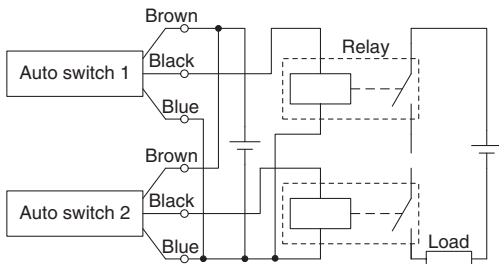 Brown
Auto switch 1
Black
Blue
Relay
Brown
Auto switch 2
Black
Blue
Load